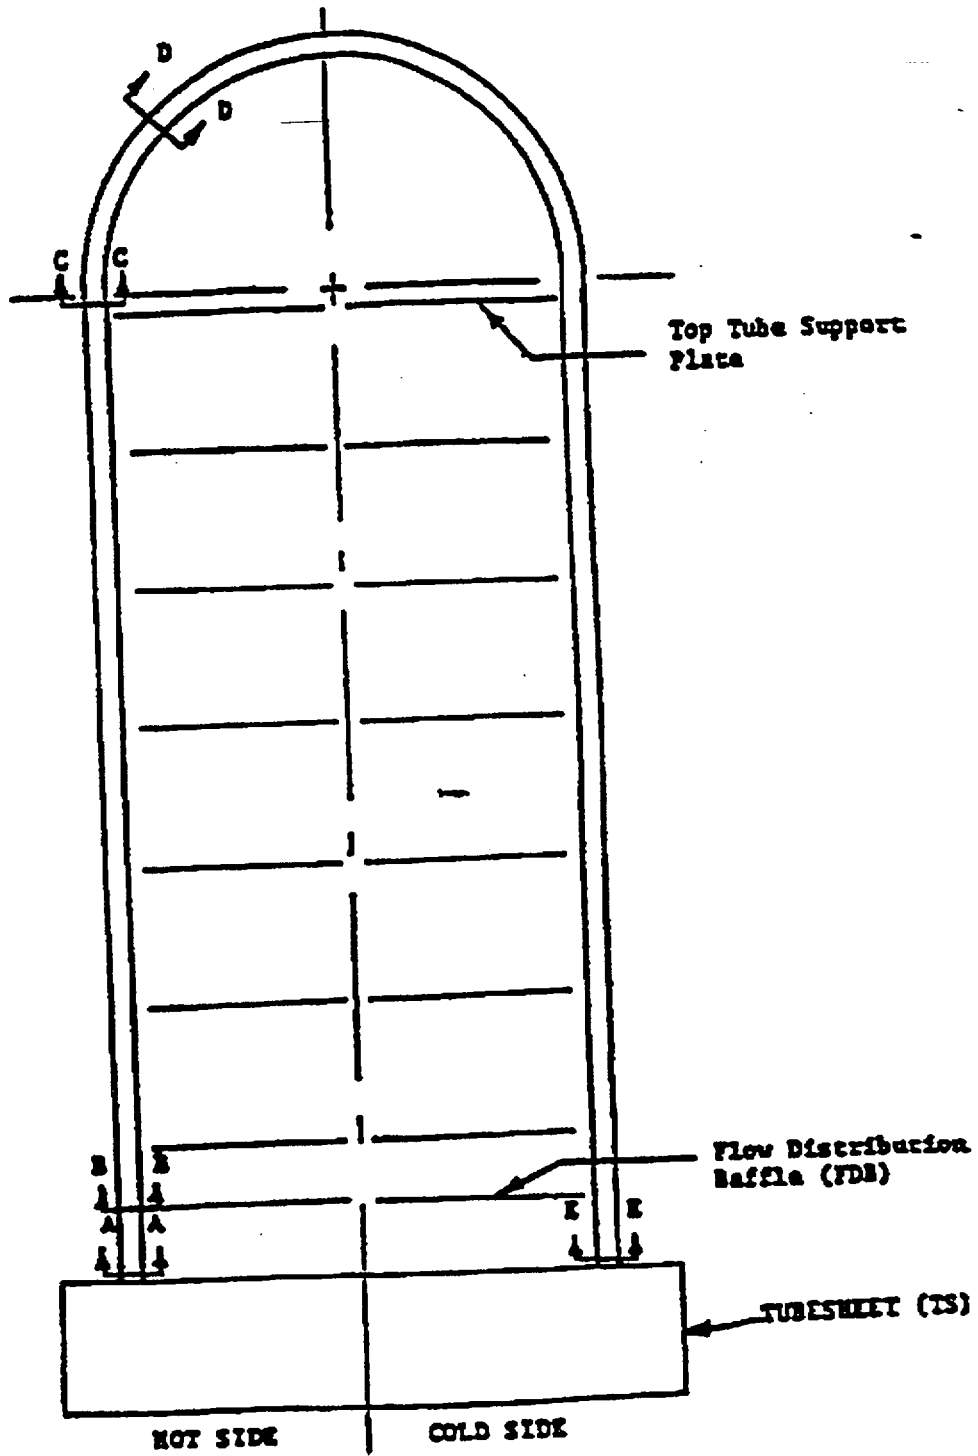 D
D
C C
Top Tube Support
Plate
Flow Distribution
Baffle (FDB)
B B
A A
E E
TUBESHEET (TS)
HOT SIDE
COLD SIDE